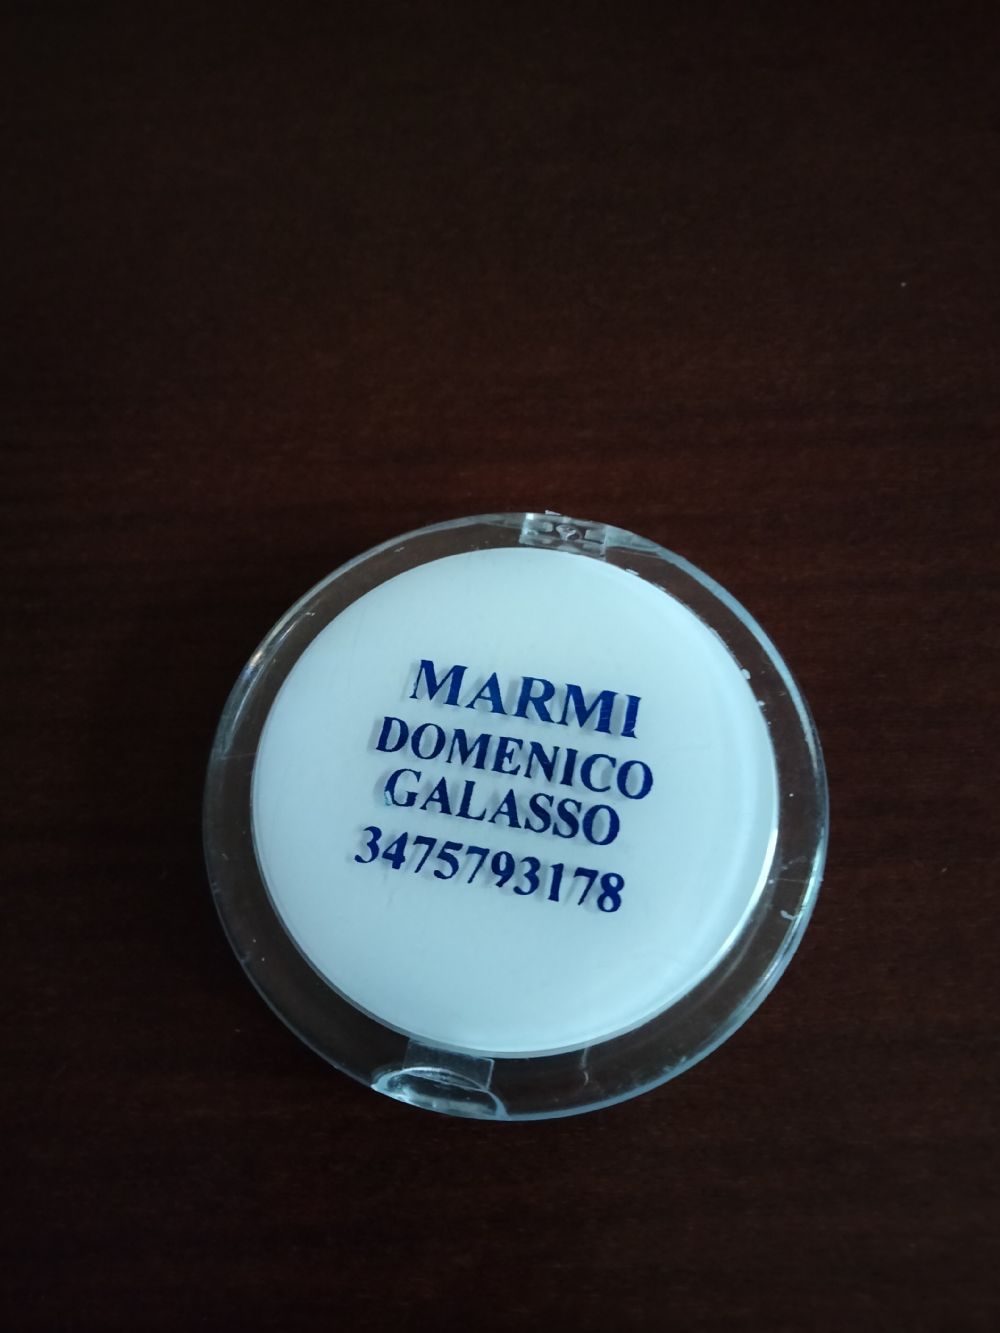 MARMI
DOMENICO
GALASSO
3475793178